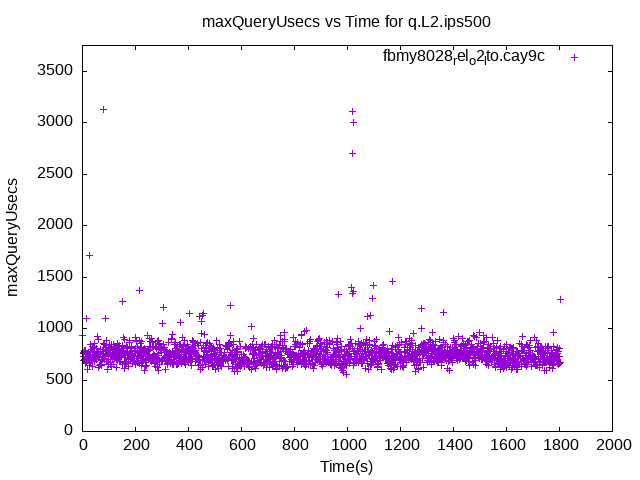 maxQueryUsecs vs Time for q.L2.ips500
fbmy8028relo2lto.cay9c
3500
3000
2500
2000
1500
1000
500
0
maxQueryUsecs
0 200 400 600 800 1000 1200 1400 1600 1800 2000
Time(s)